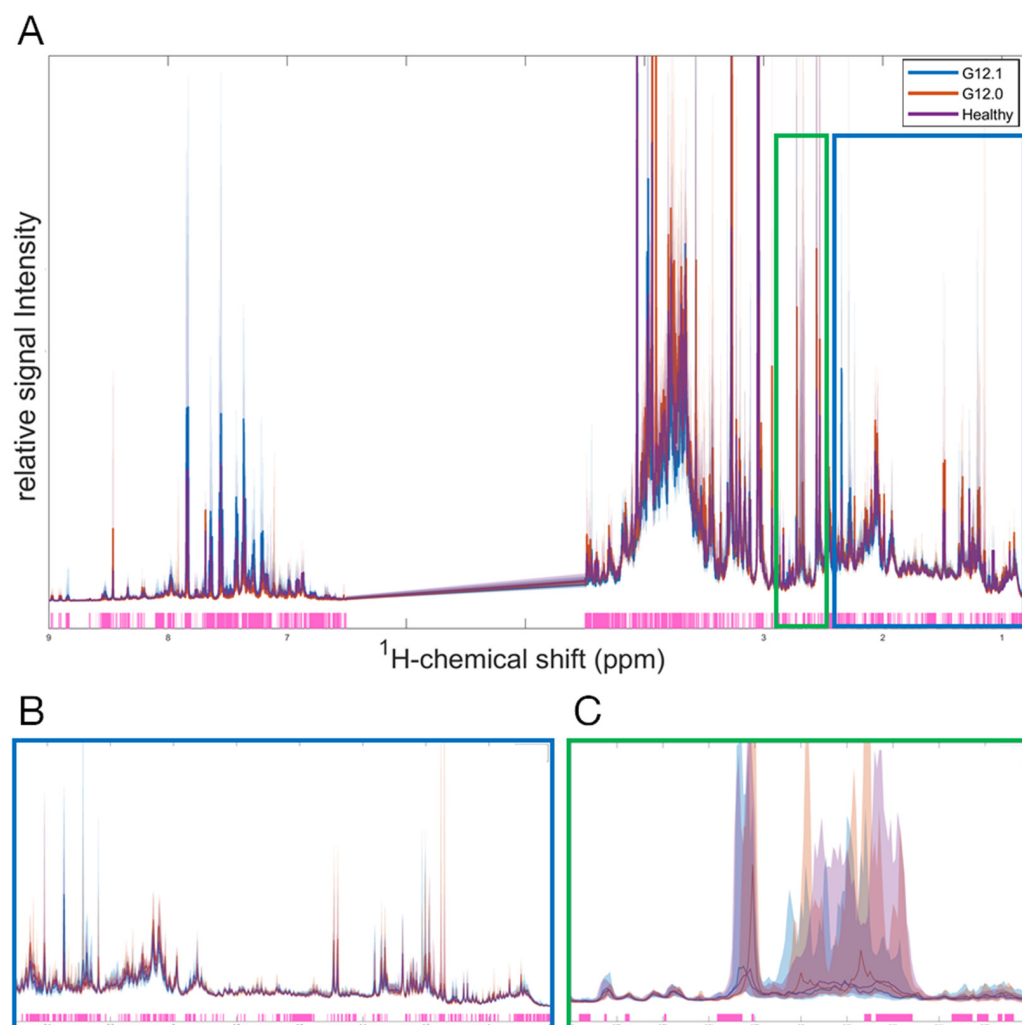 A
G12.1
G12.0
Healthy
relative signal Intensity
9 8 7 3 2 1
¹H-chemical shift (ppm)
B
C